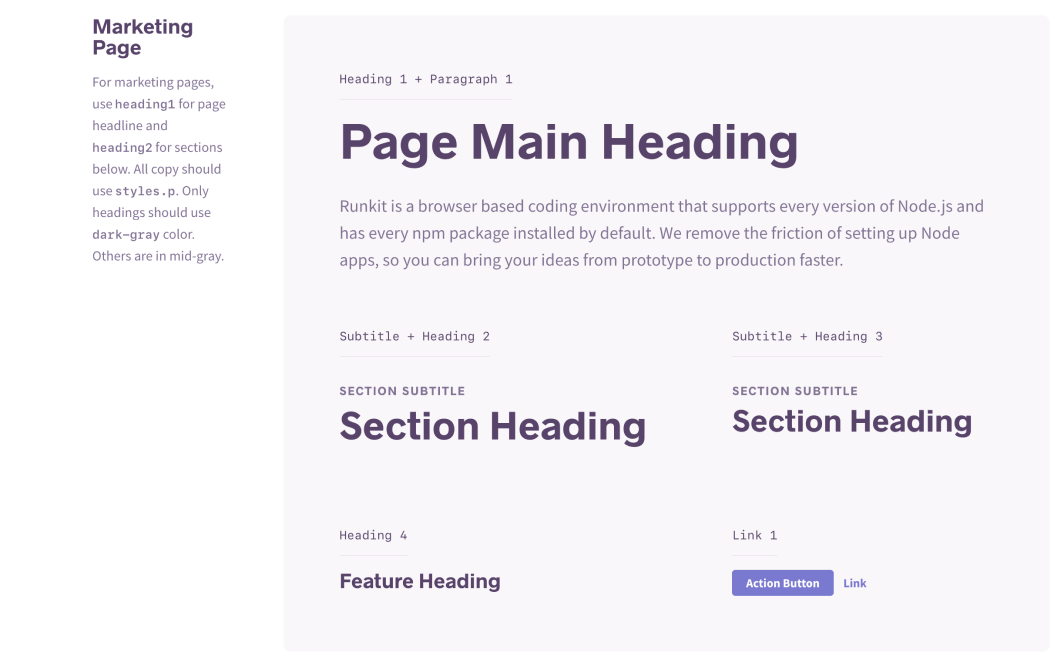 Marketing
Page
For marketing pages,
use heading1 for page
headline and
heading2 for sections
below. All copy should
use styles.p. Only
headings should use
dark-gray color.
Others are in mid-gray.
Heading 1 + Paragraph 1
Page Main Heading
Runkit is a browser based coding environment that supports every version of Node.js and
has every npm package installed by default. We remove the friction of setting up Node
apps, so you can bring your ideas from prototype to production faster.
Subtitle + Heading 2
SECTION SUBTITLE
Section Heading
Subtitle + Heading 3
SECTION SUBTITLE
Section Heading
Heading 4
Feature Heading
Link 1
Action Button Link